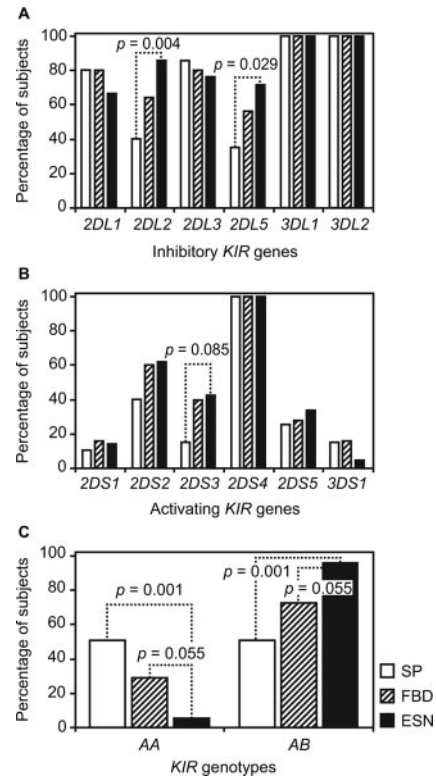 A
Percentage of subjects
100
80
60
40
20
0
p = 0.004
p = 0.029
2DL1 2DL2 2DL3 2DL5 3DL1 3DL2
Inhibitory KIR genes
B
Percentage of subjects
100
80
60
40
20
0
p = 0.085
2DS1 2DS2 2DS3 2DS4 2DS5 3DS1
Activating KIR genes
C
Percentage of subjects
100
80
60
40
20
0
p = 0.001
p = 0.055
p = 0.001
p = 0.055
AA AB
KIR genotypes
SP
FBD
ESN